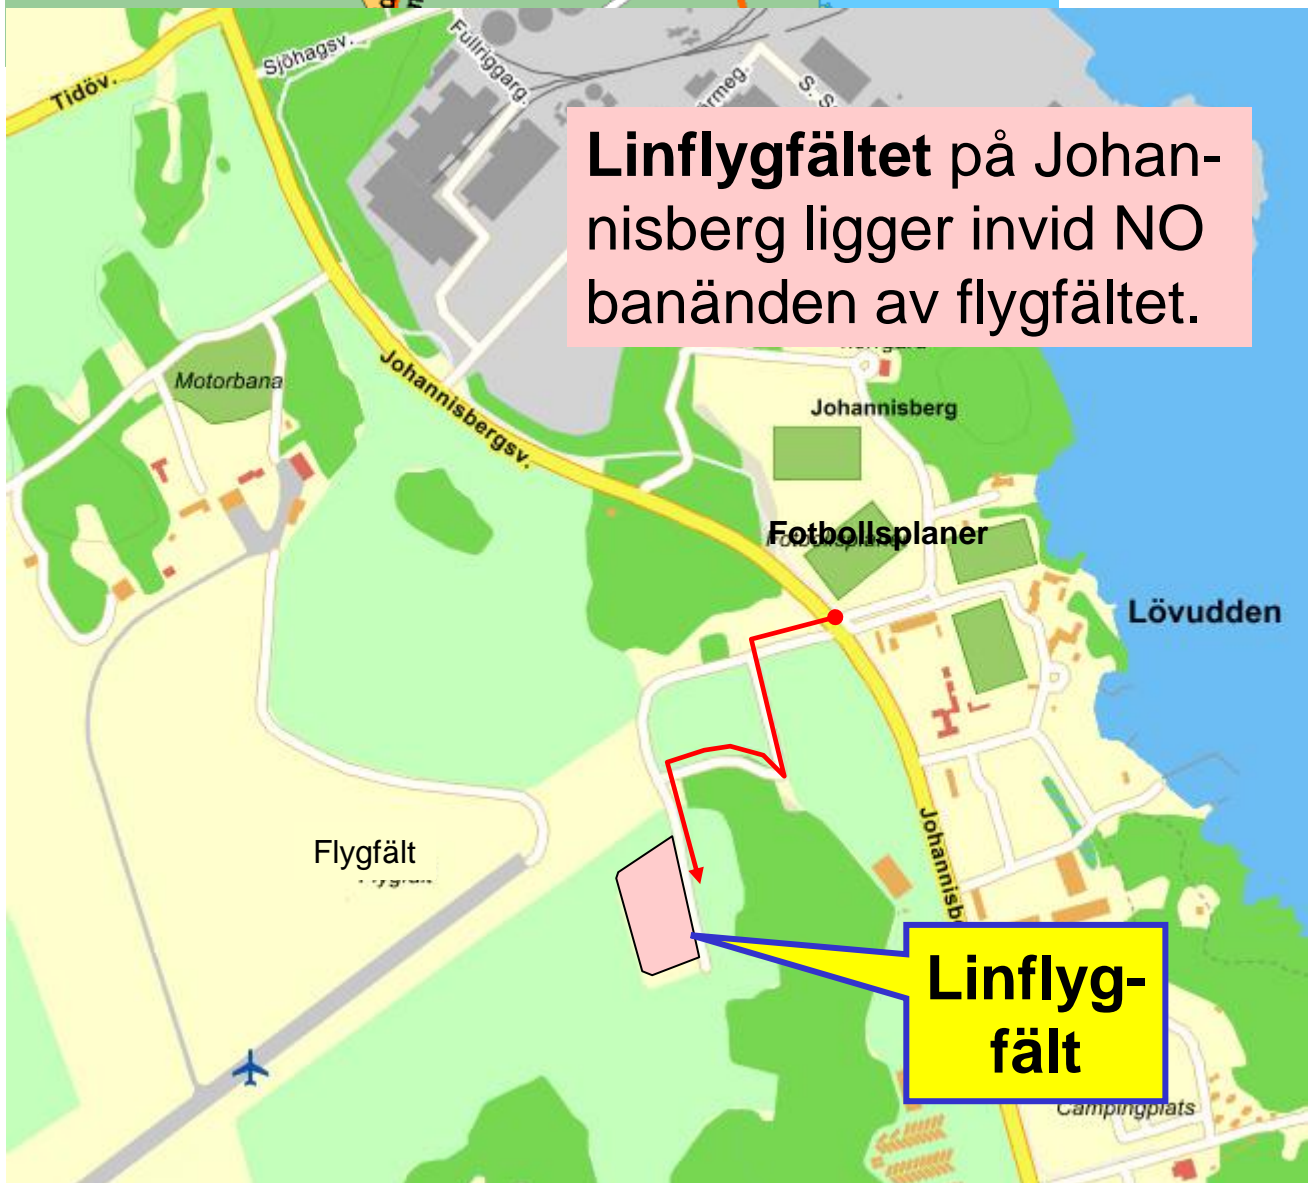 Sjöhagsv.
Fullriggarg.
Tidöv.
S. S
Linflygfältet på Johan-
nisberg ligger invid NO
banänden av flygfältet.
Motorbana
Johannisbergsv.
Johannisberg
Fotbollsplaner
Lövudden
Flygfält
Johannisb
Linflyg-
fält
Campingplats